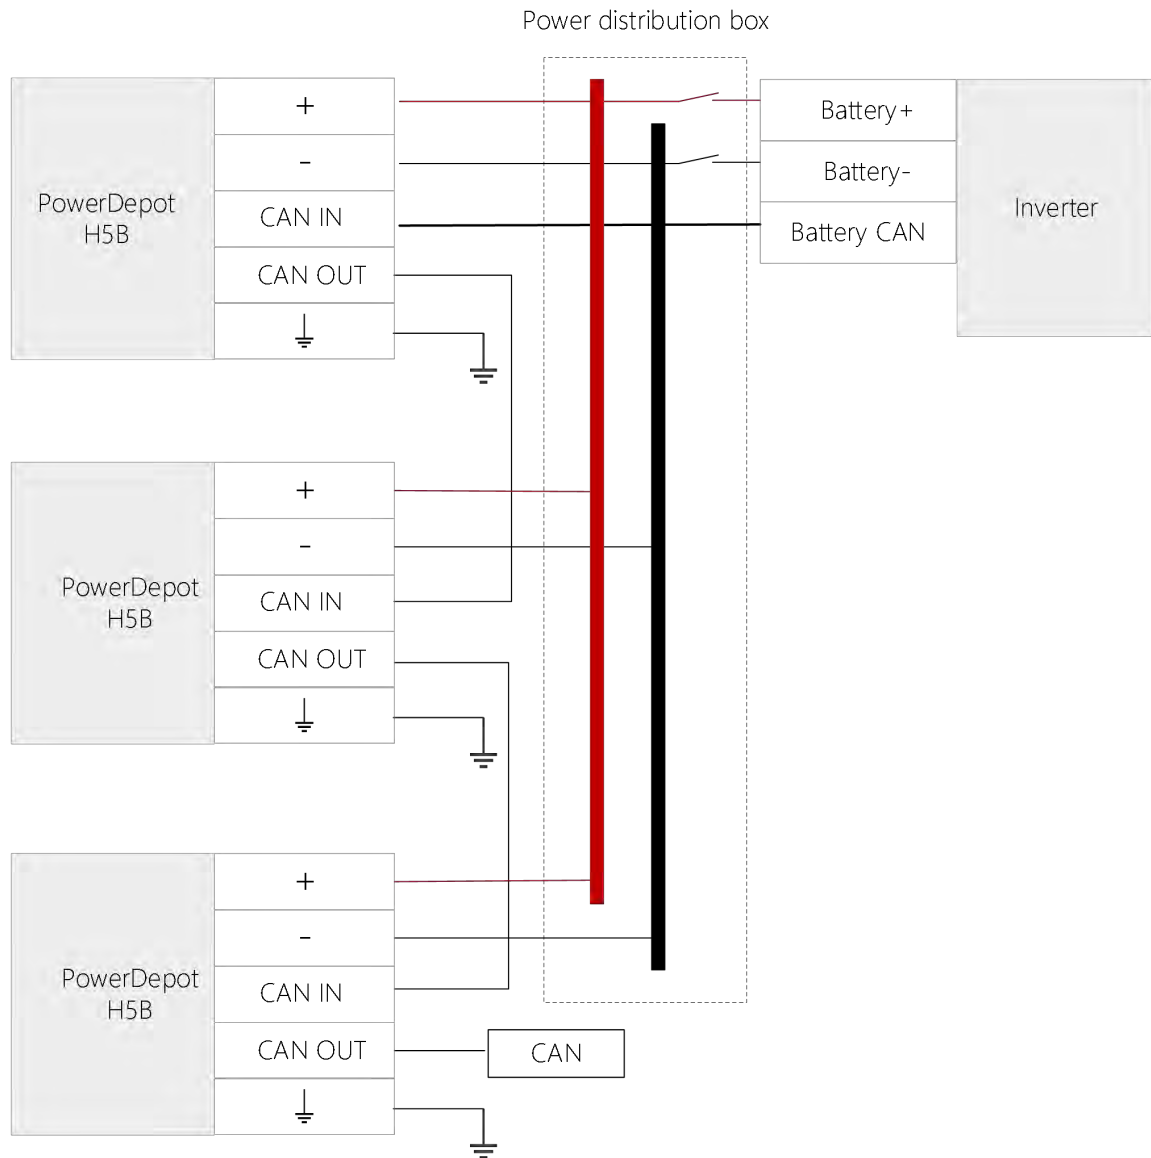 Power distribution box
+
-
CAN IN
CAN OUT
PowerDepot
H5B
Battery+
Battery-
Battery CAN
Inverter
+
-
CAN IN
CAN OUT
PowerDepot
H5B
+
-
CAN IN
CAN OUT
PowerDepot
H5B
CAN